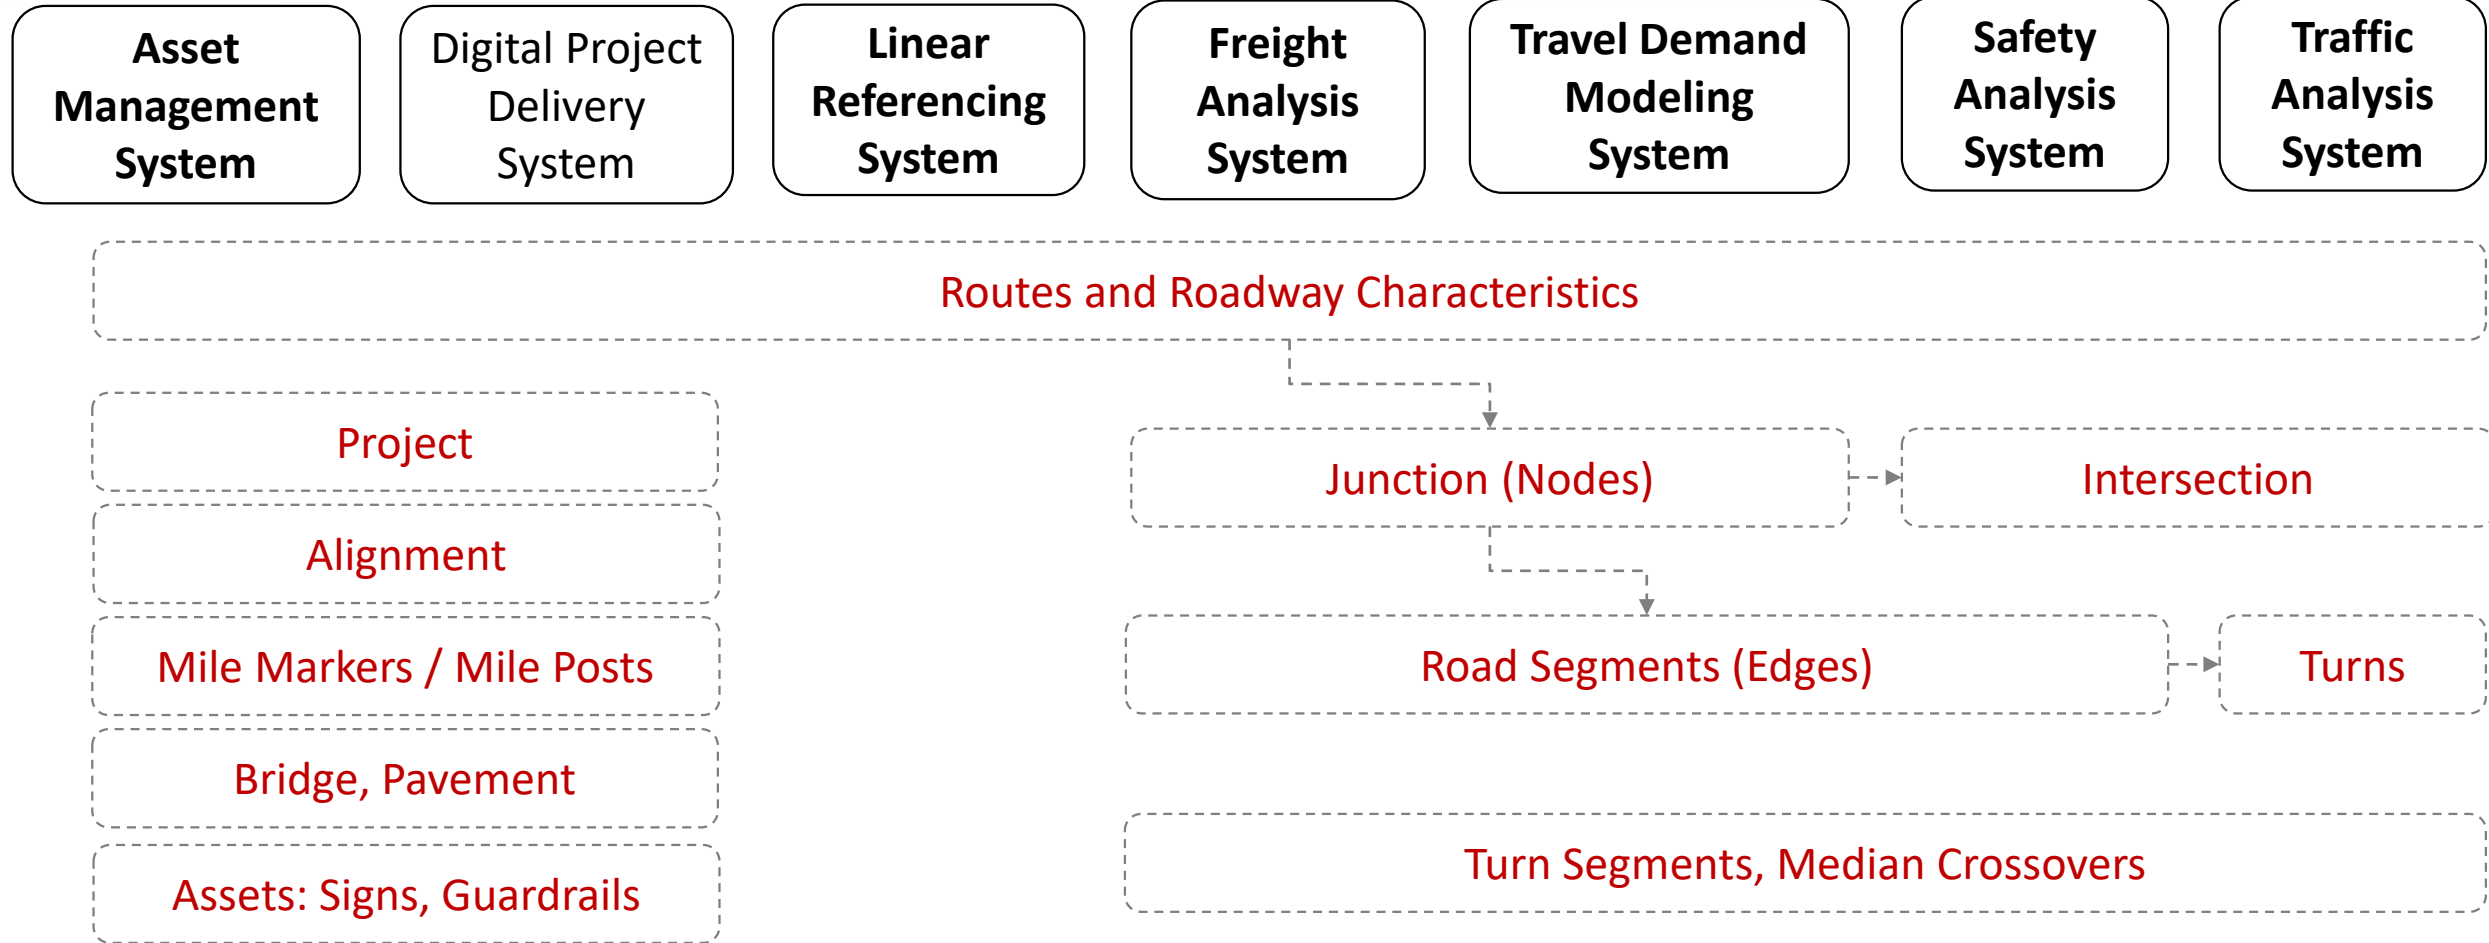 Asset
Management
System
Digital Project
Delivery
System
Linear
Referencing
System
Freight
Analysis
System
Travel Demand
Modeling
System
Safety
Analysis
System
Traffic
Analysis
System
Routes and Roadway Characteristics
Project
Alignment
Mile Markers / Mile Posts
Bridge, Pavement
Assets: Signs, Guardrails
Junction (Nodes)
Intersection
Road Segments (Edges)
Turns
Turn Segments, Median Crossovers